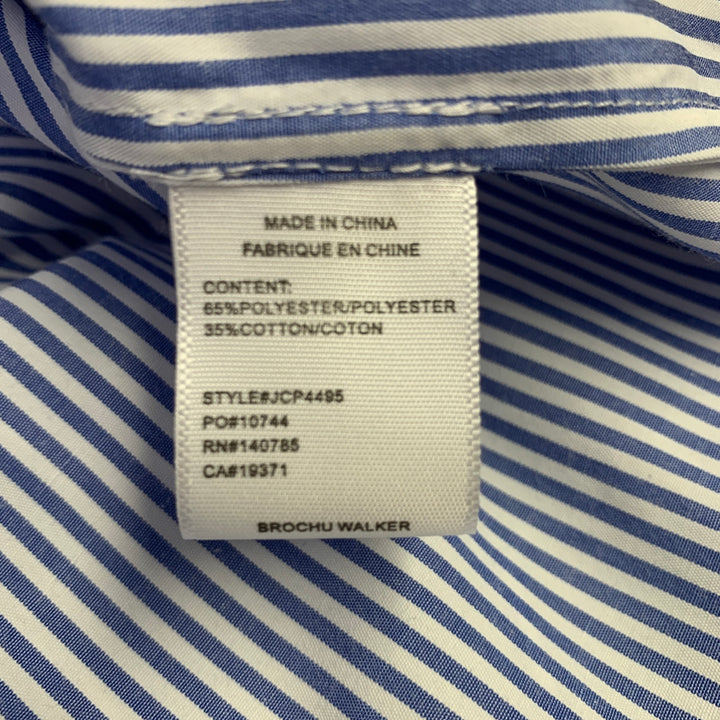 MADE IN CHINA
FABRIQUE EN CHINE
CONTENT:
65%POLYESTER/POLYESTER
35%COTTON/COTON
STYLE#JCP4495
PO#10744
RN#140785
CA#19371
BROCHU WALKER